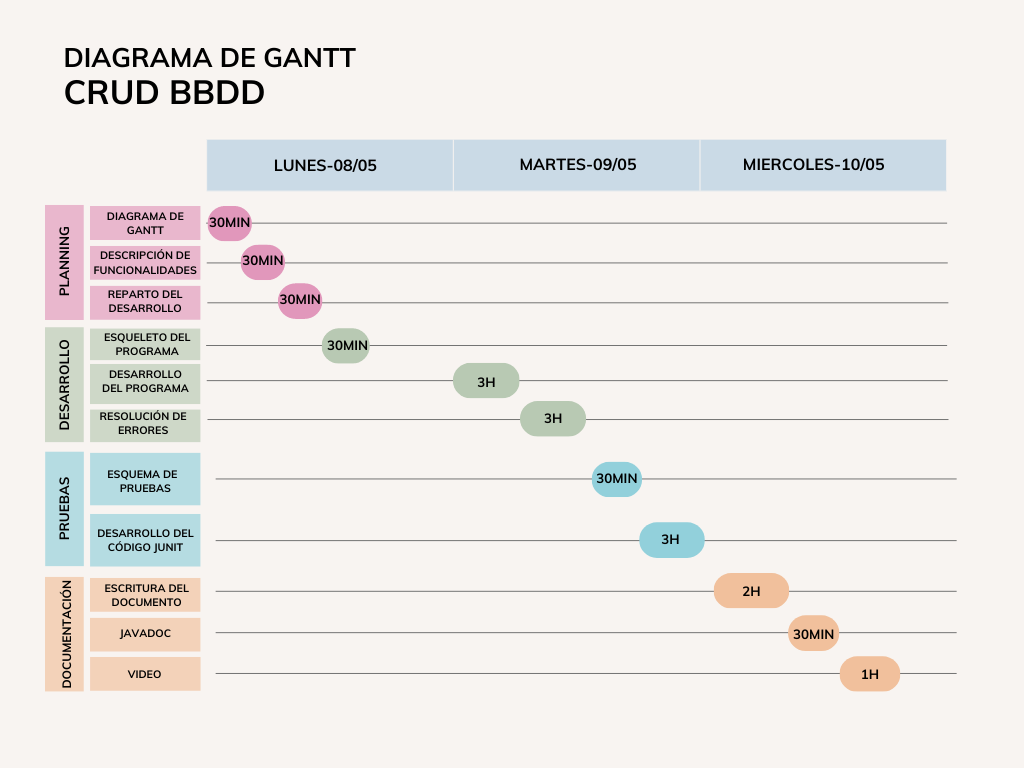 DIAGRAMA DE GANTT
CRUD BBDD
LUNES-08/05
MARTES-09/05
MIERCOLES-10/05
PLANNING
DIAGRAMA DE
GANTT
30MIN
DESCRIPCIÓN DE
FUNCIONALIDADES
30MIN
REPARTO DEL
DESARROLLO
30MIN
DESARROLLO
ESQUELETO DEL
PROGRAMA
30MIN
DESARROLLO
DEL PROGRAMA
3H
RESOLUCIÓN DE
ERRORES
3H
PRUEBAS
ESQUEMA DE
PRUEBAS
30MIN
DESARROLLO DEL
CÓDIGO JUNIT
3H
DOCUMENTACIÓN
ESCRITURA DEL
DOCUMENTO
2H
JAVADOC
30MIN
VIDEO
1H